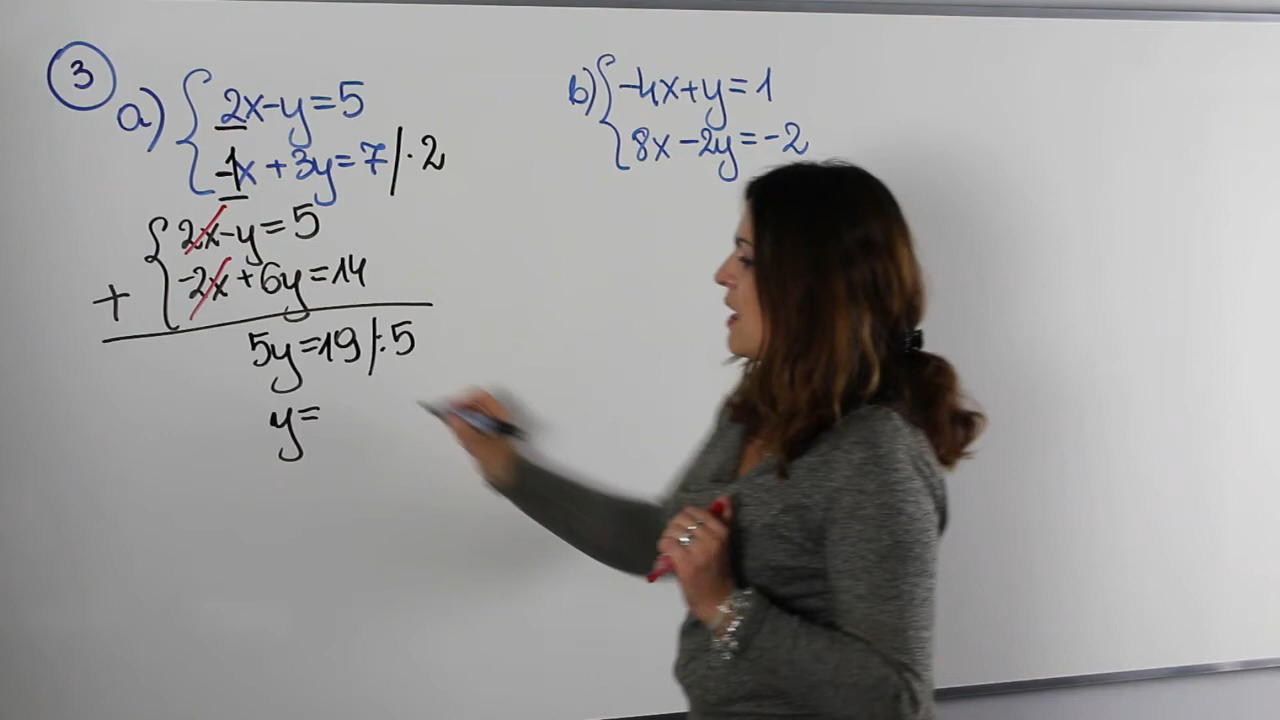 3
a) { 2x-y=5
-1x+3y=7 /·2
{ 2x-y=5
+ -2x+6y=14
5y=19 /:5
y=
b) { -4x+y=1
8x-2y=-2